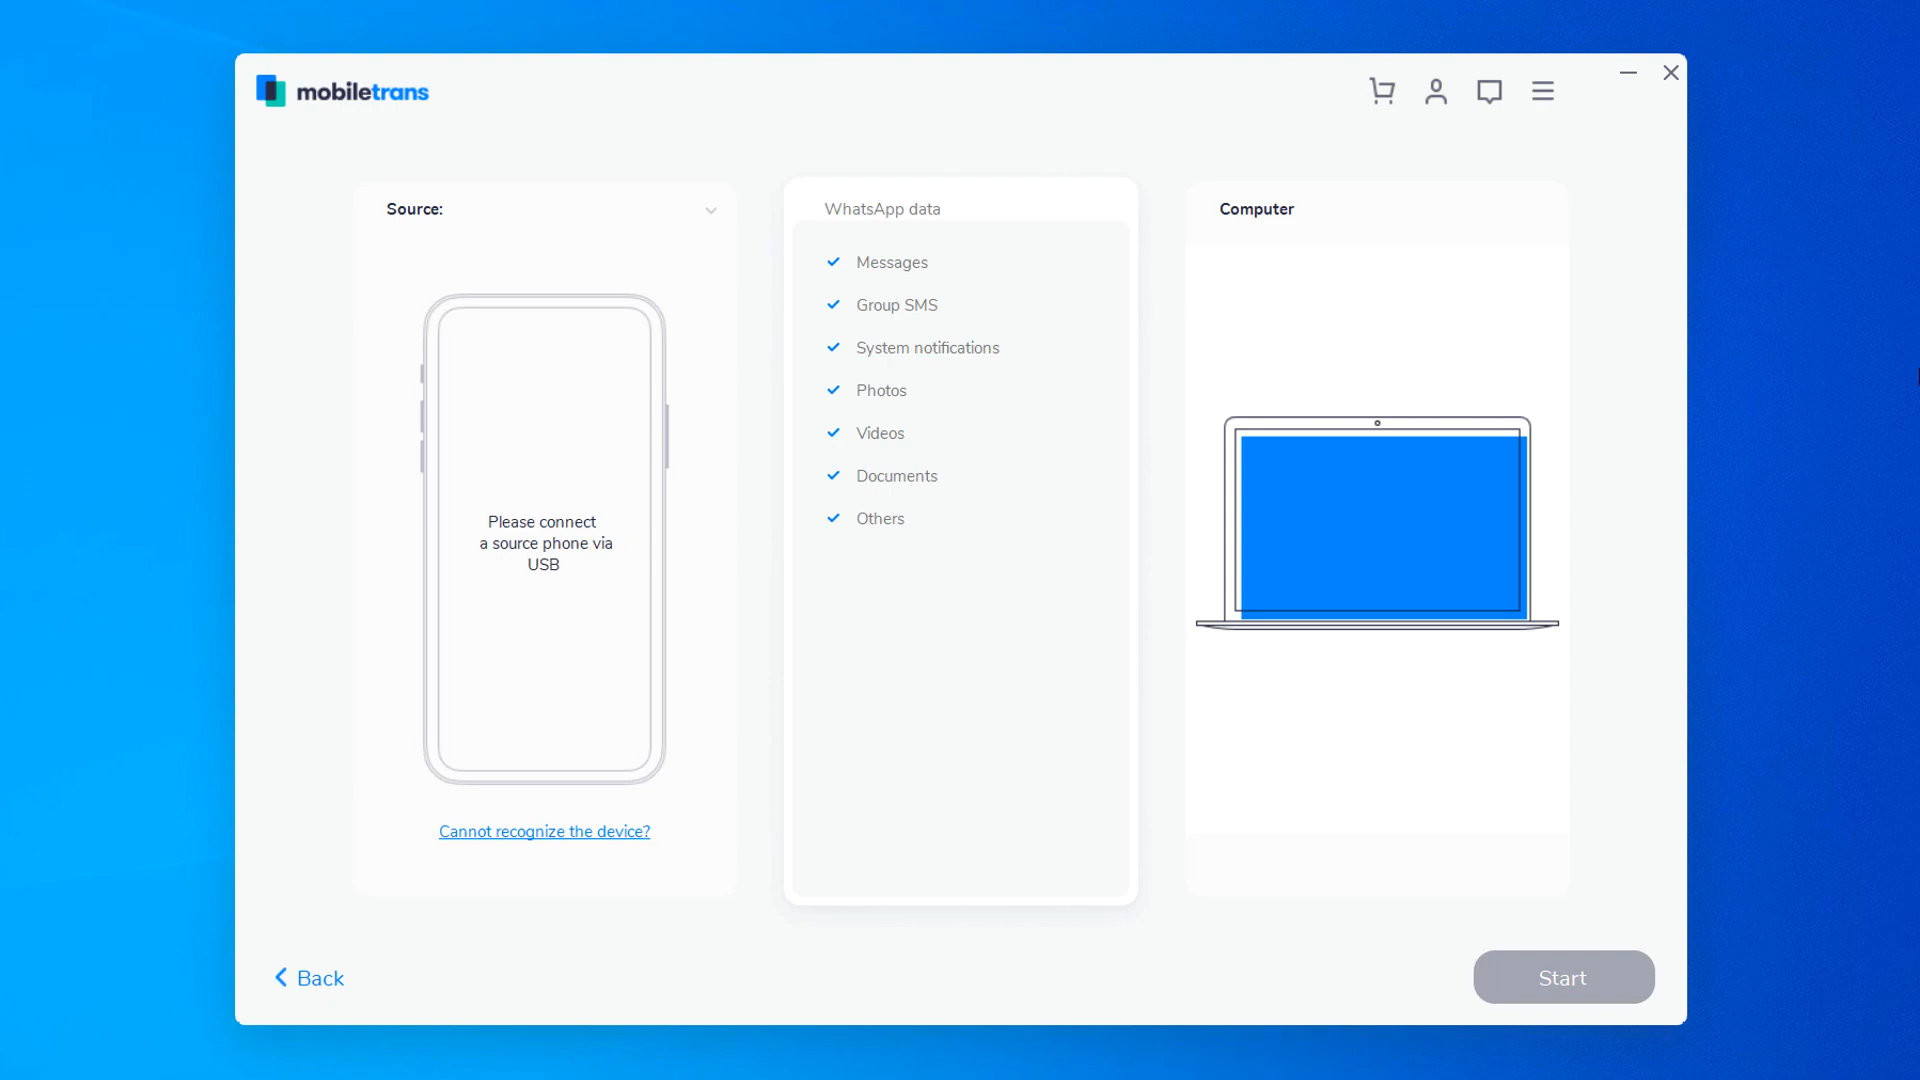 mobiletrans
Source:
Please connect
a source phone via
USB
Cannot recognize the device?
WhatsApp data
Messages
Group SMS
System notifications
Photos
Videos
Documents
Others
Computer
Back
Start